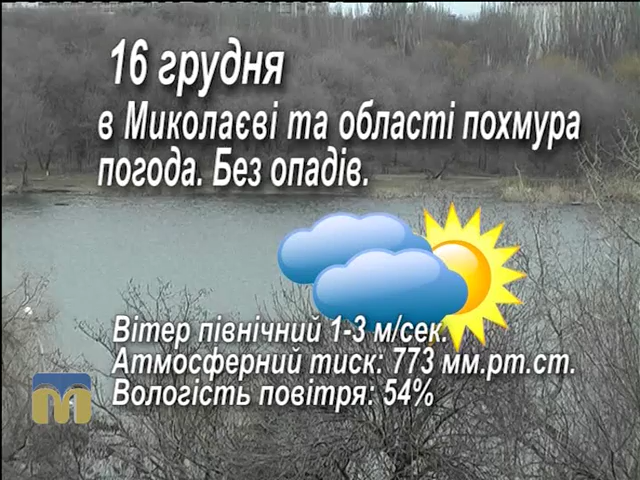 16 грудня
в Миколаєві та області похмура
погода. Без опадів.
Вітер північний 1-3 м/сек.
Атмосферний тиск: 773 мм.рт.ст.
Вологість повітря: 54%
m